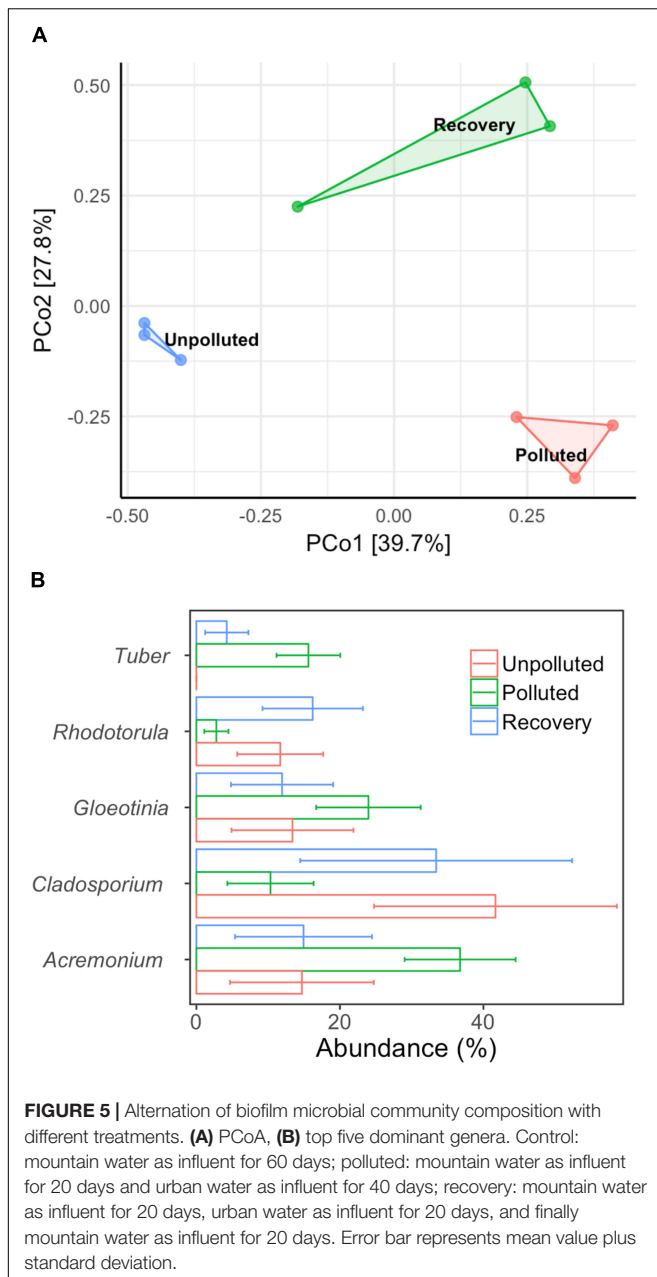 A
0.50
Recovery
0.25
PCo2 [27.8%]
0.00
Unpolluted
-0.25
Polluted
-0.50
-0.25
0.00
0.25
PCo1 [39.7%]
B
Tuber
Unpolluted
Polluted
Recovery
Rhodotorula
Gloeotinia
Cladosporium
Acremonium
0
20
40
Abundance (%)
FIGURE 5 | Alternation of biofilm microbial community composition with
different treatments. (A) PCoA, (B) top five dominant genera. Control:
mountain water as influent for 60 days; polluted: mountain water as influent
for 20 days and urban water as influent for 40 days; recovery: mountain water
as influent for 20 days, urban water as influent for 20 days, and finally
mountain water as influent for 20 days. Error bar represents mean value plus
standard deviation.